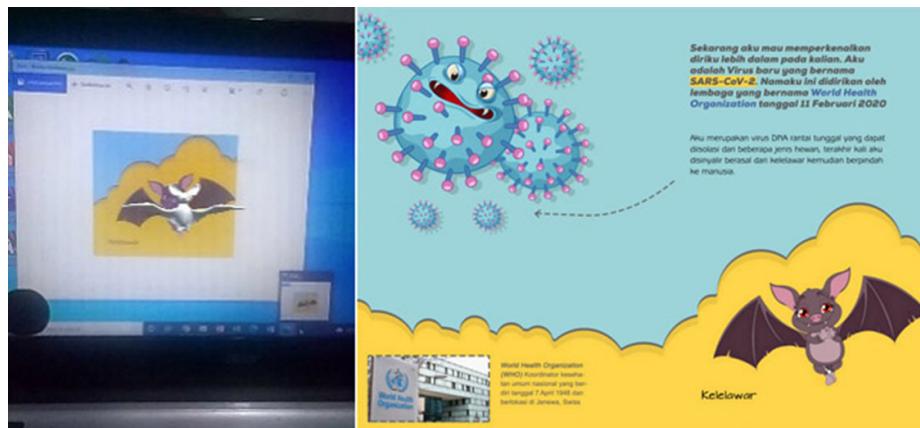 Sekarang aku mau memperkenalkan
diriku lebih dalam pada kalian. Aku
adalah Virus baru yang bernama
SARS-CoV-2. Namaku ini didirikan oleh
lembaga yang bernama World Health
Organization tanggal 11 Februari 2020
Aku merupakan virus DNA rantai tunggal yang dapat
diisolasi dari beberapa jenis hewan, terakhir kali aku
disinyalir berasal dari kelelawar kemudian berpindah
ke manusia.
World Health Organization
(WHO) Koordinator keseha-
tan umum nasional yang ber-
diri tanggal 7 April 1948 dan
berlokasi di Janewa, Swiss
World Health
Organization
Kelelawar
Kelelawar